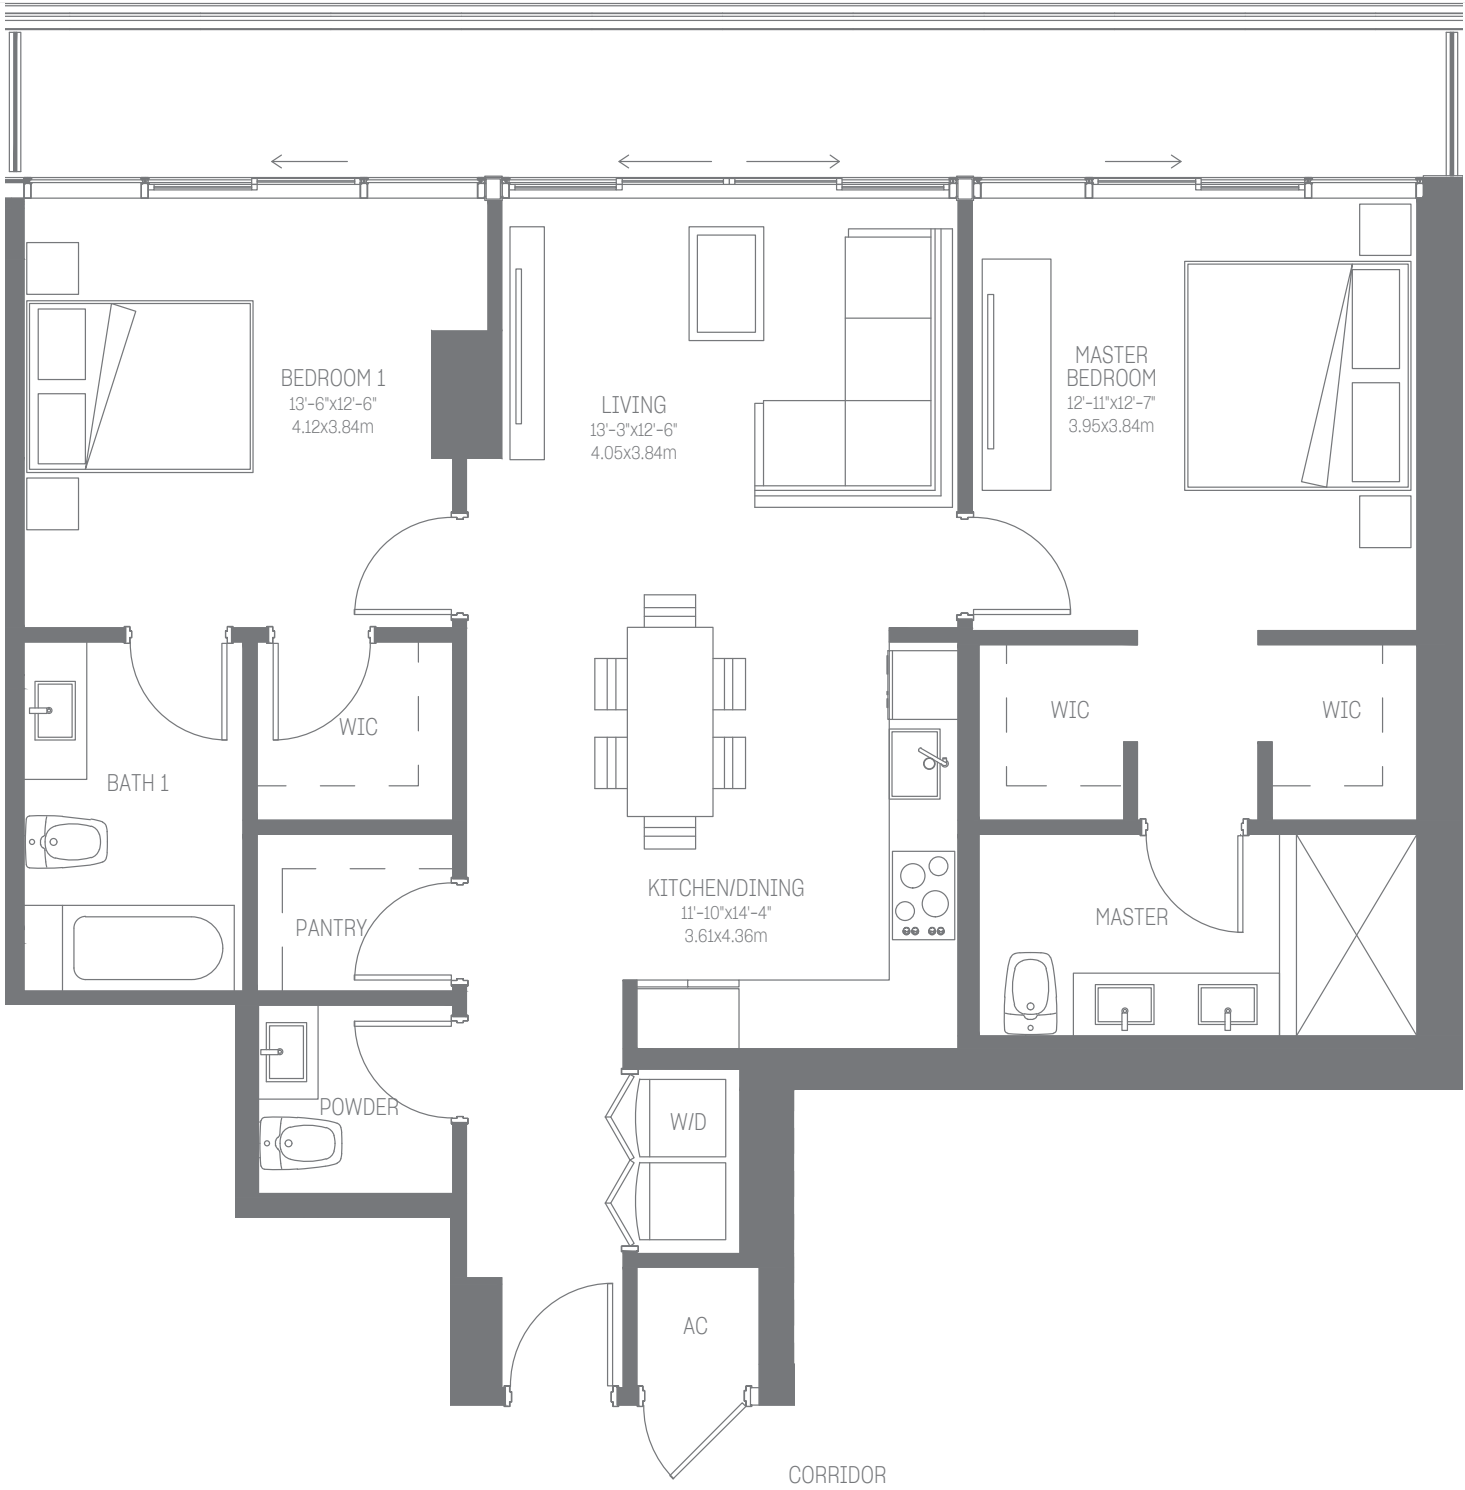 BEDROOM 1
13'-6"x12'-6"
4.12x3.84m
LIVING
13'-3"x12'-6"
4.05x3.84m
MASTER
BEDROOM
12'-11"x12'-7"
3.95x3.84m
WIC
WIC
WIC
BATH 1
KITCHEN/DINING
11'-10"x14'-4"
3.61x4.36m
PANTRY
MASTER
POWDER
W/D
AC
CORRIDOR